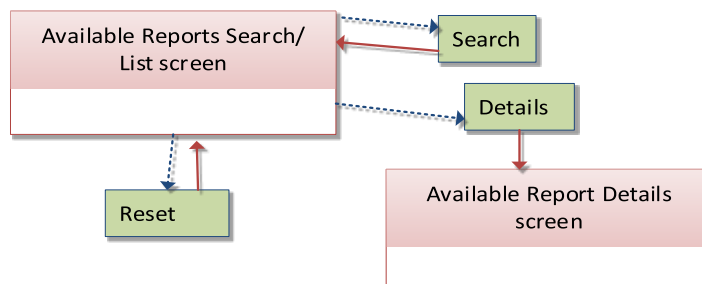 Available Reports Search/
List screen
Search
Details
Reset
Available Report Details
screen